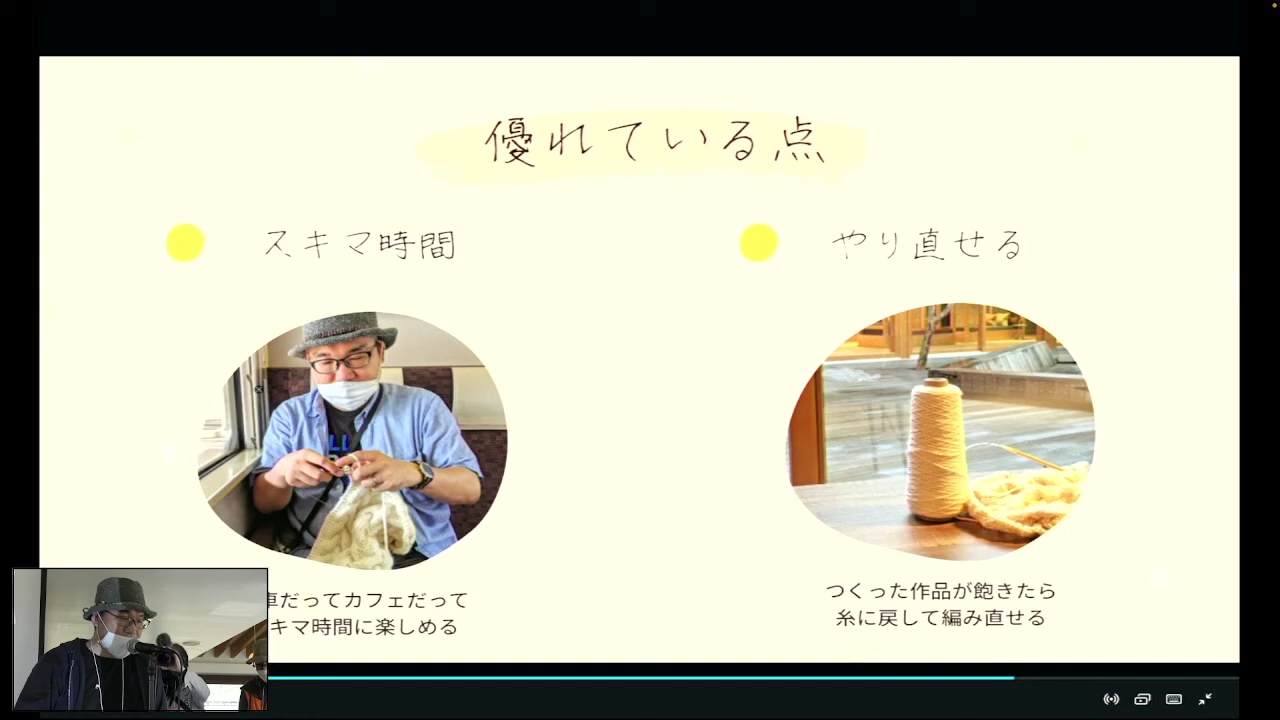 優れている点
スキマ時間
やり直せる
車だってカフェだって
キマ時間に楽しめる
つくった作品が飽きたら
糸に戻して編み直せる